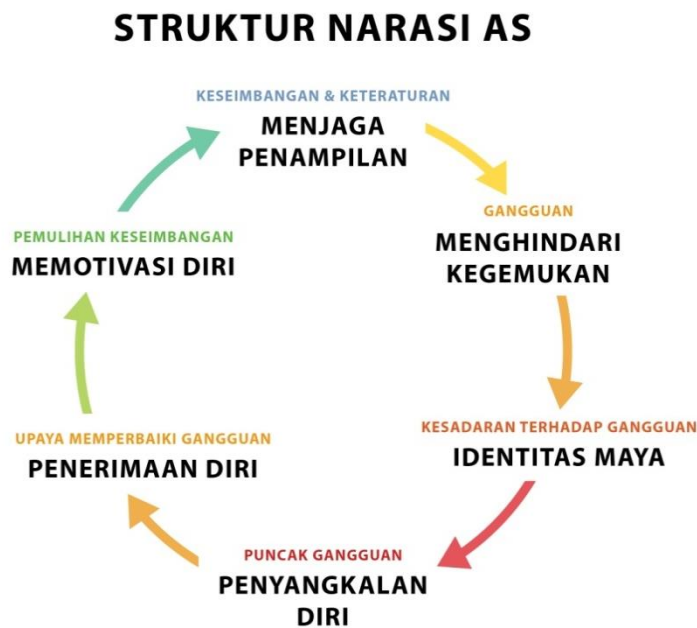 STRUKTUR NARASI AS
KESEIMBANGAN & KETERATURAN
MENJAGA
PENAMPILAN
GANGGUAN
MENGHINDARI
KEGEMUKAN
KESADARAN TERHADAP GANGGUAN
IDENTITAS MAYA
PUNCAK GANGGUAN
PENYANGKALAN
DIRI
UPAYA MEMPERBAIKI GANGGUAN
PENERIMAAN DIRI
PEMULIHAN KESEIMBANGAN
MEMOTIVASI DIRI